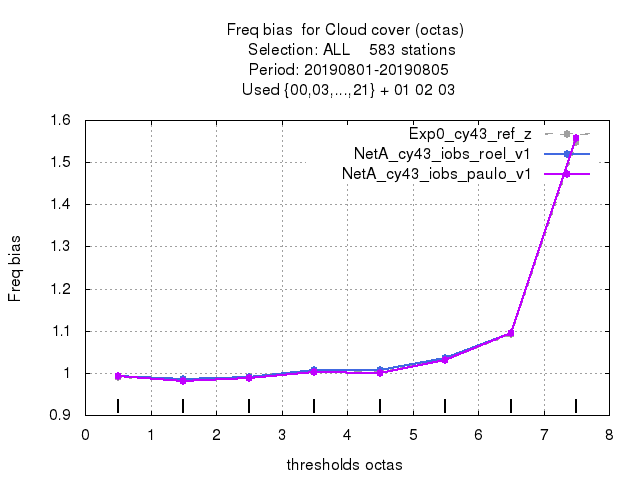 Freq bias  for Cloud cover (octas)
Selection: ALL    583 stations
Period: 20190801-20190805
Used {00,03,...,21} + 01 02 03
Exp0_cy43_ref_z
NetA_cy43_iobs_roel_v1
NetA_cy43_iobs_paulo_v1
Freq bias
1.6
1.5
1.4
1.3
1.2
1.1
1
0.9
0 1 2 3 4 5 6 7 8
thresholds octas